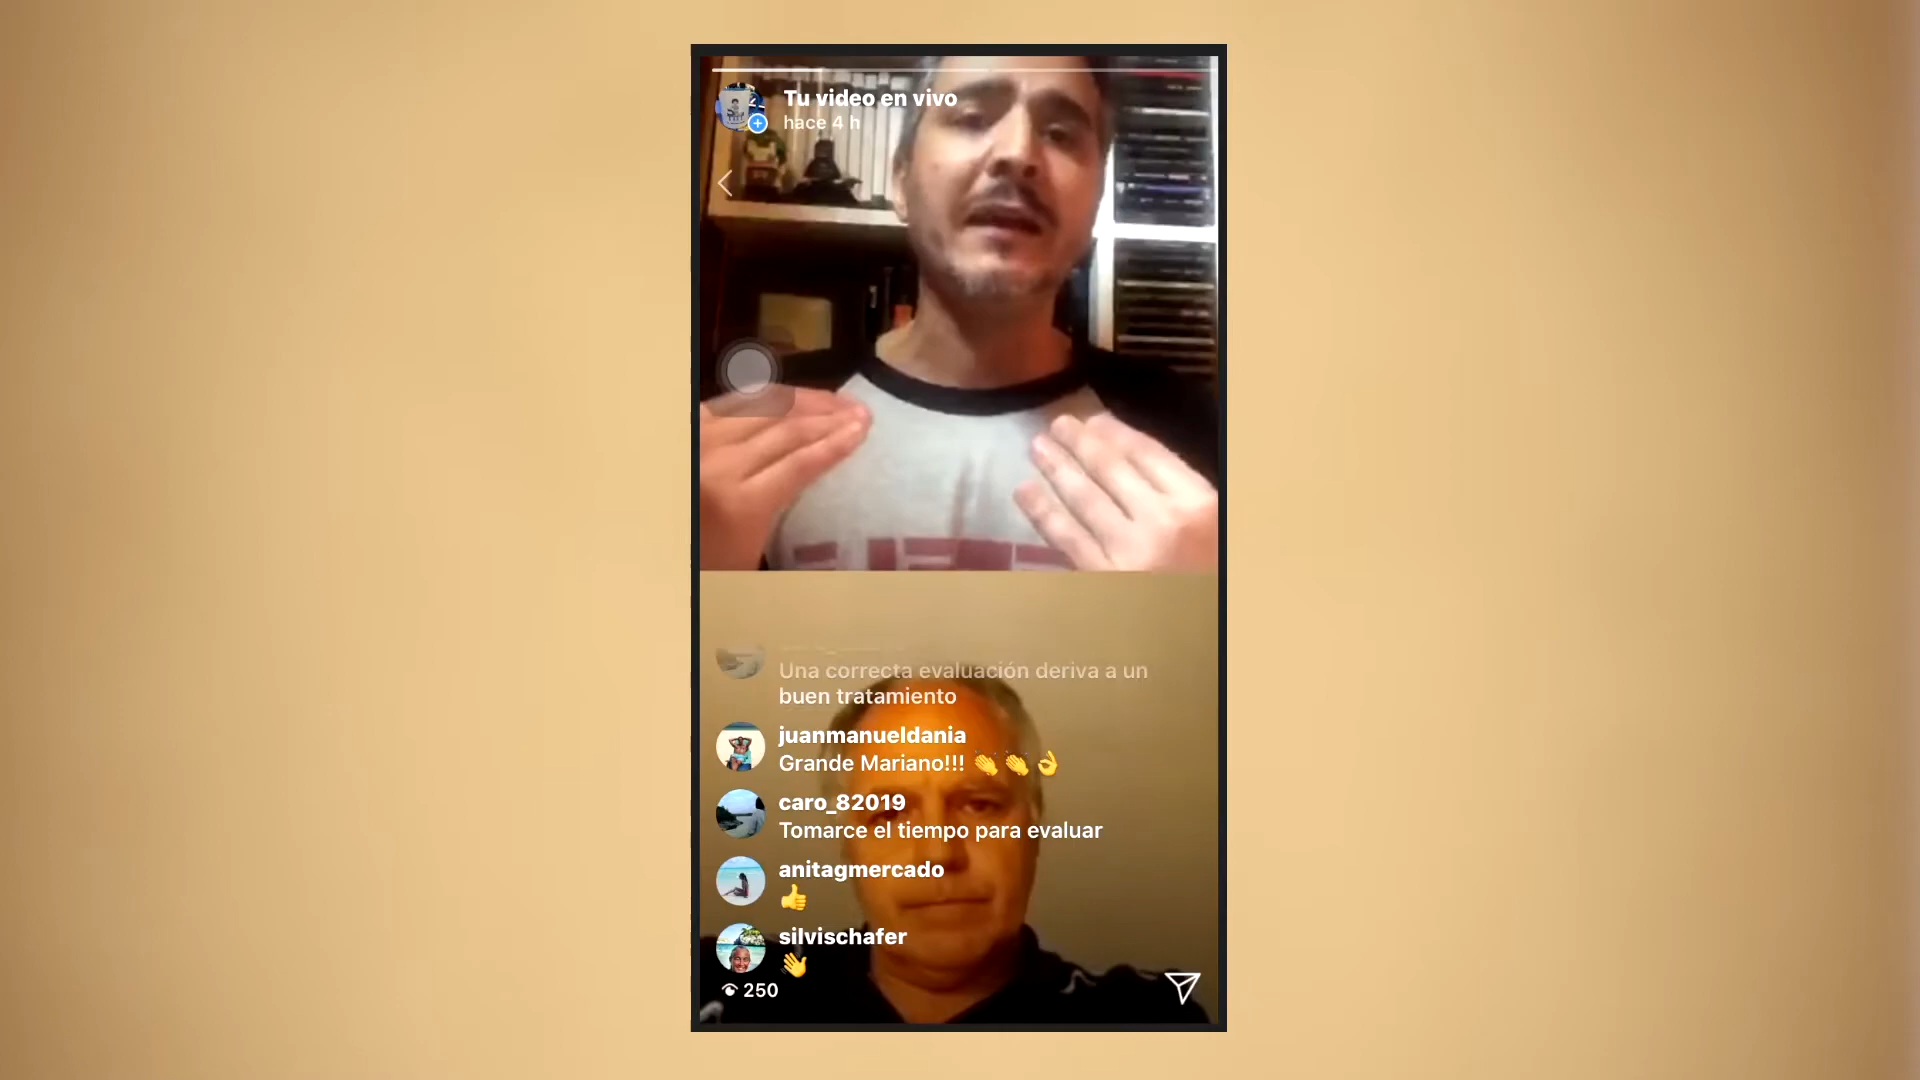 Tu video en vivo
hace 4 h
Una correcta evaluación deriva a un
buen tratamiento
juanmanueldania
Grande Mariano!!! 👏👏👌
caro_82019
Tomarce el tiempo para evaluar
anitagmercado
👍
silvischafer
👋
250